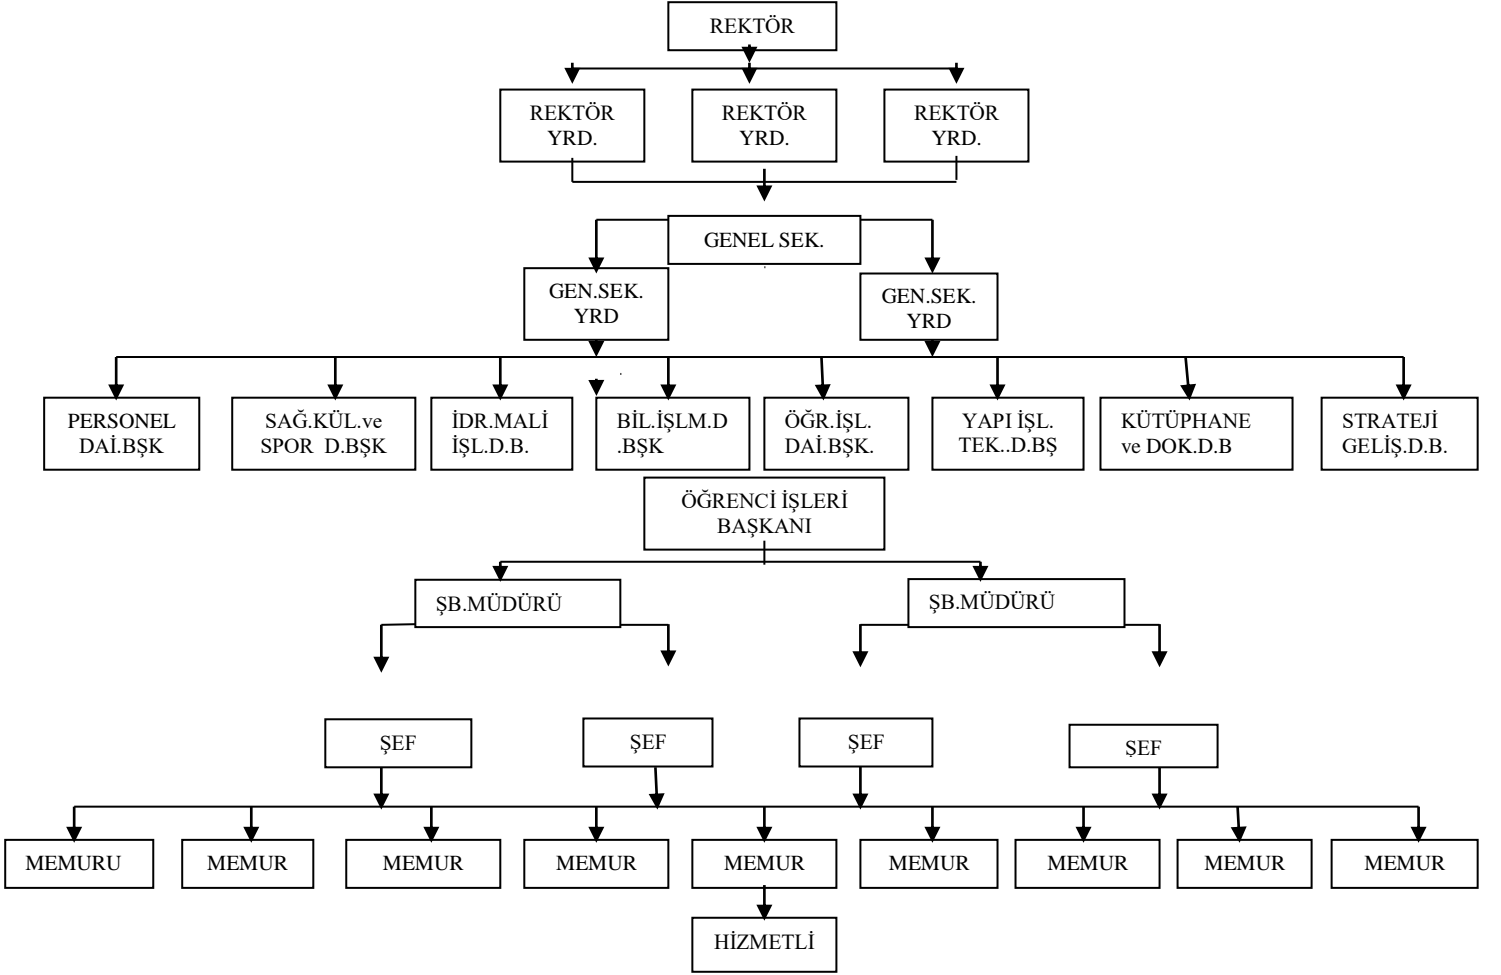 REKTÖR
REKTÖR
YRD.
REKTÖR
YRD.
REKTÖR
YRD.
GENEL SEK.
GEN.SEK.
YRD
GEN.SEK.
YRD
PERSONEL
DAİ.BŞK
SAĞ.KÜL.ve
SPOR D.BŞK
İDR.MALİ
İŞL.D.B.
BİL.İŞLM.D
.BŞK
ÖĞR.İŞL.
DAİ.BŞK.
YAPI İŞL.
TEK..D.BŞ
KÜTÜPHANE
ve DOK.D.B
STRATEJİ
GELİŞ.D.B.
ÖĞRENCİ İŞLERİ
BAŞKANI
ŞB.MÜDÜRÜ
ŞB.MÜDÜRÜ
ŞEF
ŞEF
ŞEF
ŞEF
MEMURU
MEMUR
MEMUR
MEMUR
MEMUR
MEMUR
MEMUR
MEMUR
MEMUR
HİZMETLİ